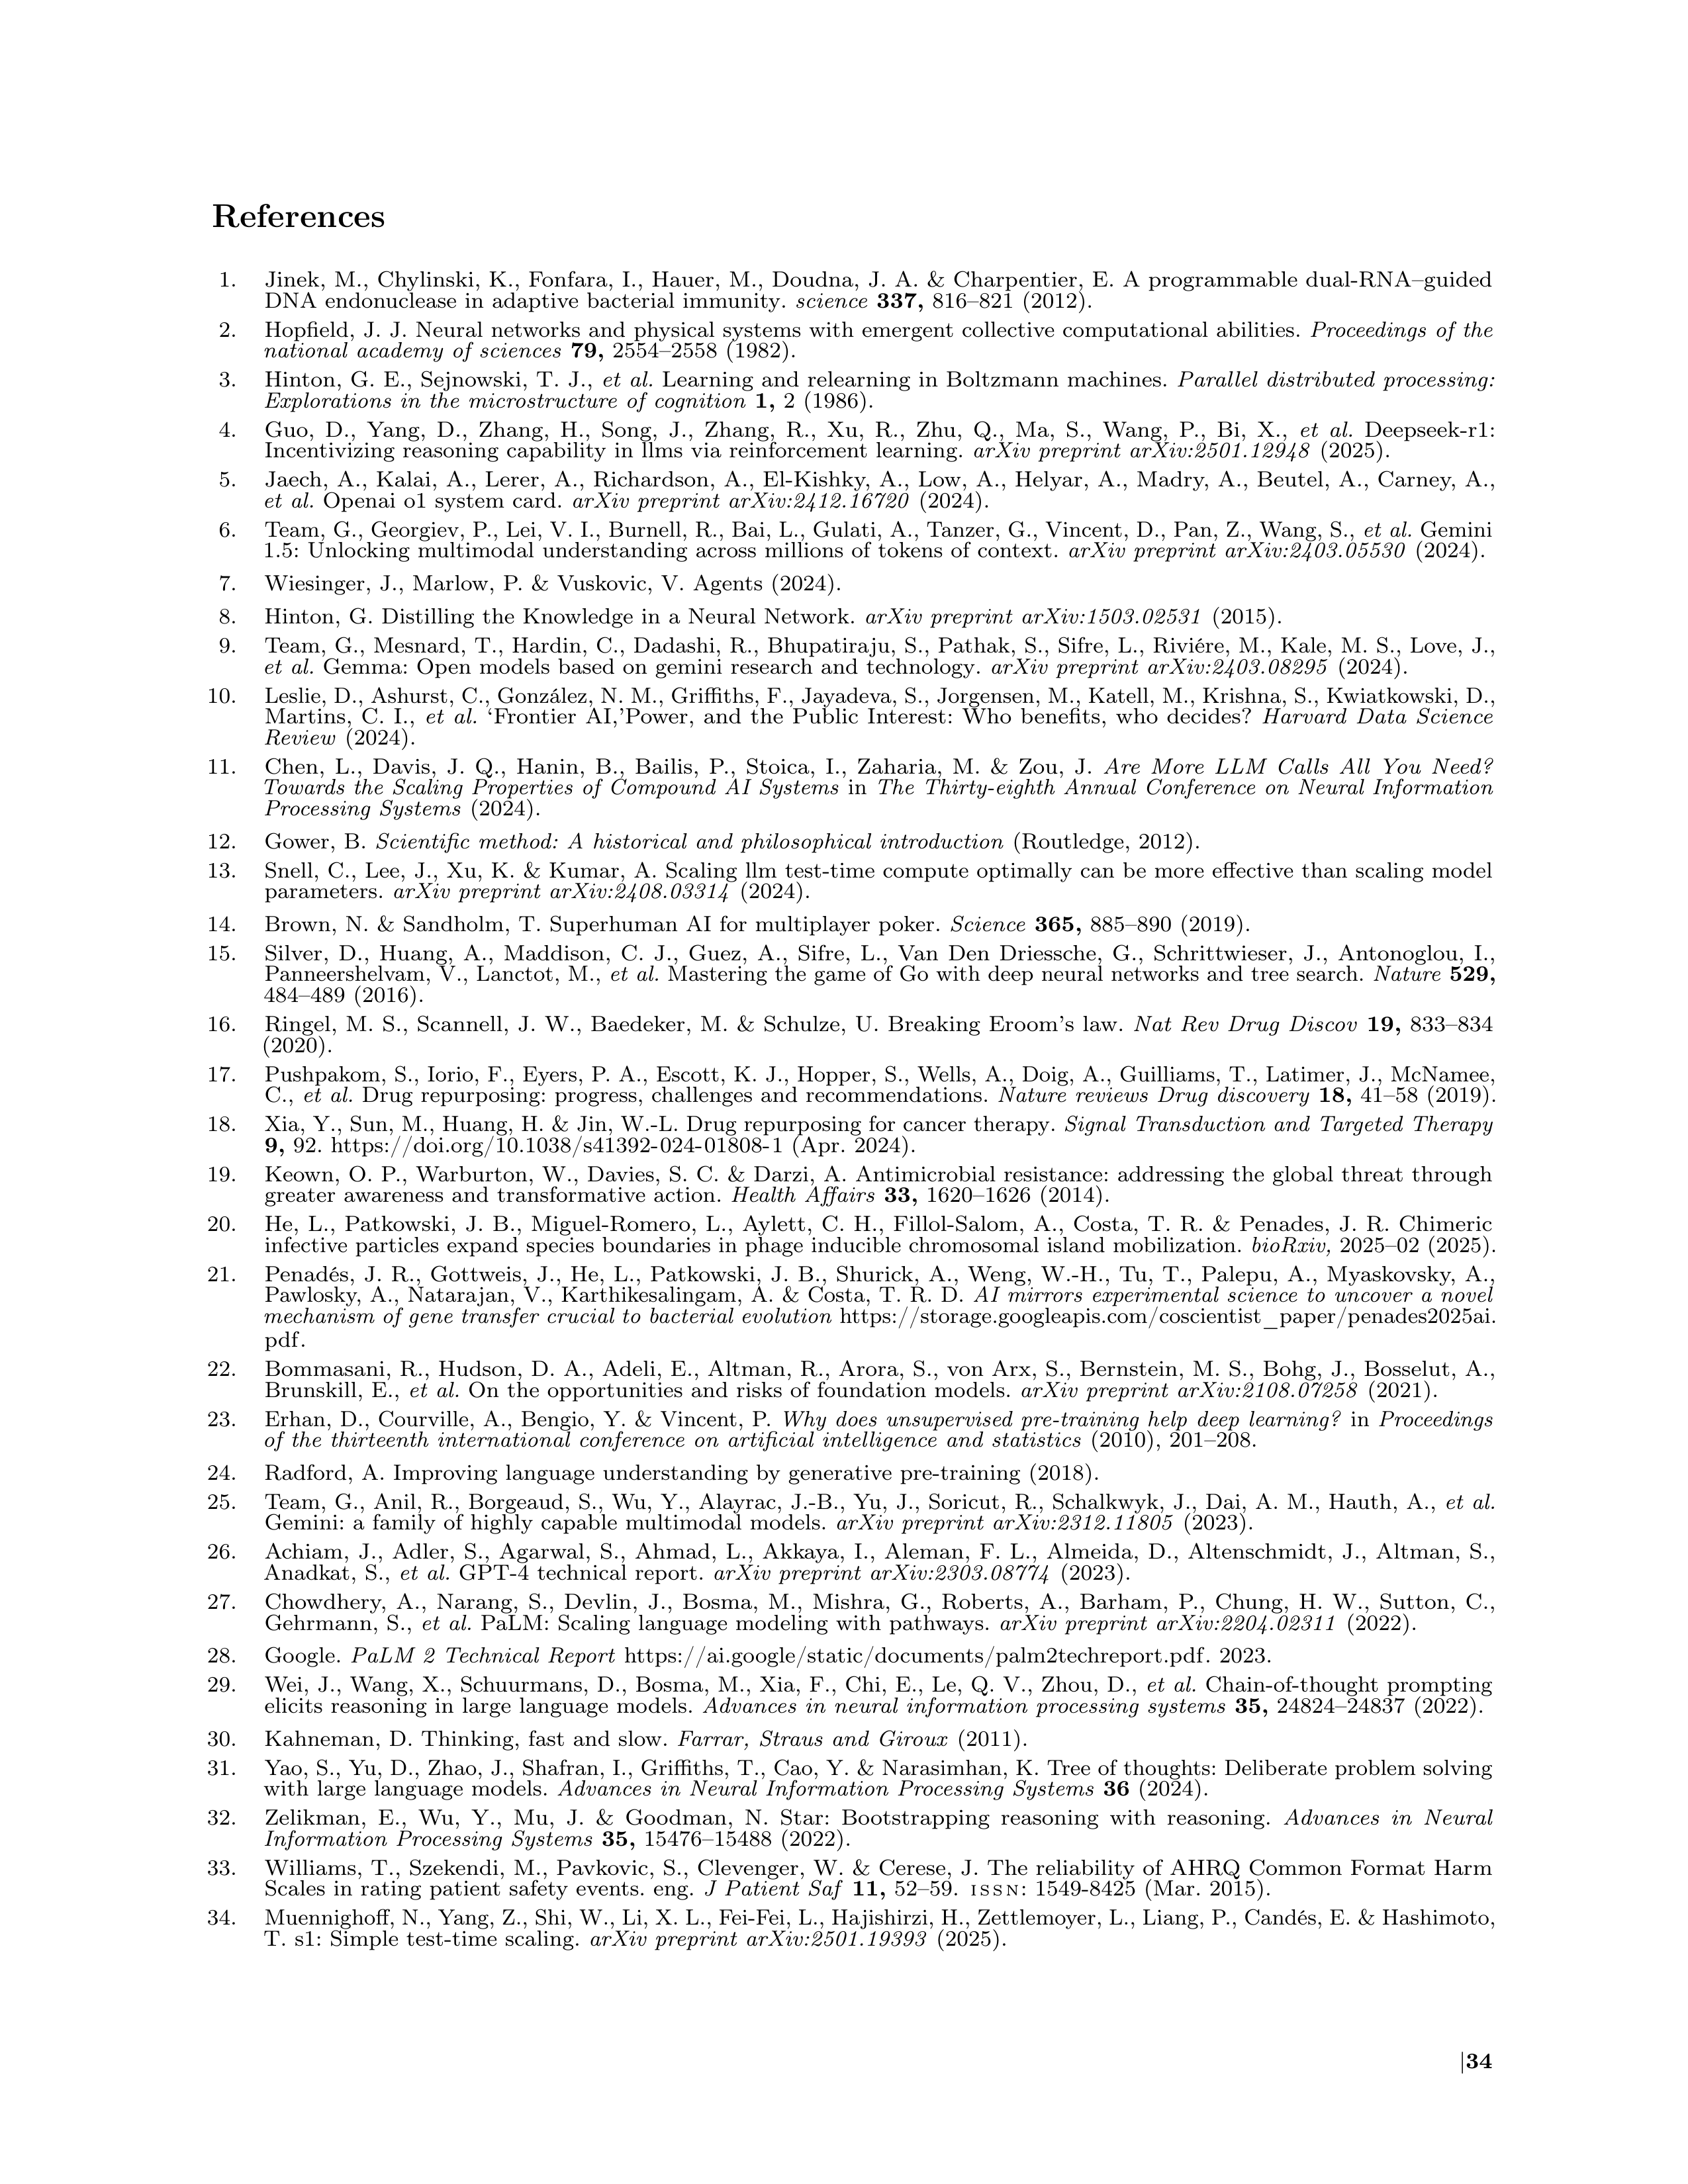 References
1. Jinek, M., Chylinski, K., Fonfara, I., Hauer, M., Doudna, J. A. & Charpentier, E. A programmable dual-RNA–guided
DNA endonuclease in adaptive bacterial immunity. science 337, 816–821 (2012).
2. Hopfield, J. J. Neural networks and physical systems with emergent collective computational abilities. Proceedings of the
national academy of sciences 79, 2554–2558 (1982).
3. Hinton, G. E., Sejnowski, T. J., et al. Learning and relearning in Boltzmann machines. Parallel distributed processing:
Explorations in the microstructure of cognition 1, 2 (1986).
4. Guo, D., Yang, D., Zhang, H., Song, J., Zhang, R., Xu, R., Zhu, Q., Ma, S., Wang, P., Bi, X., et al. Deepseek-r1:
Incentivizing reasoning capability in llms via reinforcement learning. arXiv preprint arXiv:2501.12948 (2025).
5. Jaech, A., Kalai, A., Lerer, A., Richardson, A., El-Kishky, A., Low, A., Helyar, A., Madry, A., Beutel, A., Carney, A.,
et al. Openai o1 system card. arXiv preprint arXiv:2412.16720 (2024).
6. Team, G., Georgiev, P., Lei, V. I., Burnell, R., Bai, L., Gulati, A., Tanzer, G., Vincent, D., Pan, Z., Wang, S., et al. Gemini
1.5: Unlocking multimodal understanding across millions of tokens of context. arXiv preprint arXiv:2403.05530 (2024).
7. Wiesinger, J., Marlow, P. & Vuskovic, V. Agents (2024).
8. Hinton, G. Distilling the Knowledge in a Neural Network. arXiv preprint arXiv:1503.02531 (2015).
9. Team, G., Mesnard, T., Hardin, C., Dadashi, R., Bhupatiraju, S., Pathak, S., Sifre, L., Riviére, M., Kale, M. S., Love, J.,
et al. Gemma: Open models based on gemini research and technology. arXiv preprint arXiv:2403.08295 (2024).
10. Leslie, D., Ashurst, C., González, N. M., Griffiths, F., Jayadeva, S., Jorgensen, M., Katell, M., Krishna, S., Kwiatkowski, D.,
Martins, C. I., et al. ‘Frontier AI,’Power, and the Public Interest: Who benefits, who decides? Harvard Data Science
Review (2024).
11. Chen, L., Davis, J. Q., Hanin, B., Bailis, P., Stoica, I., Zaharia, M. & Zou, J. Are More LLM Calls All You Need?
Towards the Scaling Properties of Compound AI Systems in The Thirty-eighth Annual Conference on Neural Information
Processing Systems (2024).
12. Gower, B. Scientific method: A historical and philosophical introduction (Routledge, 2012).
13. Snell, C., Lee, J., Xu, K. & Kumar, A. Scaling llm test-time compute optimally can be more effective than scaling model
parameters. arXiv preprint arXiv:2408.03314 (2024).
14. Brown, N. & Sandholm, T. Superhuman AI for multiplayer poker. Science 365, 885–890 (2019).
15. Silver, D., Huang, A., Maddison, C. J., Guez, A., Sifre, L., Van Den Driessche, G., Schrittwieser, J., Antonoglou, I.,
Panneershelvam, V., Lanctot, M., et al. Mastering the game of Go with deep neural networks and tree search. Nature 529,
484–489 (2016).
16. Ringel, M. S., Scannell, J. W., Baedeker, M. & Schulze, U. Breaking Eroom’s law. Nat Rev Drug Discov 19, 833–834
(2020).
17. Pushpakom, S., Iorio, F., Eyers, P. A., Escott, K. J., Hopper, S., Wells, A., Doig, A., Guilliams, T., Latimer, J., McNamee,
C., et al. Drug repurposing: progress, challenges and recommendations. Nature reviews Drug discovery 18, 41–58 (2019).
18. Xia, Y., Sun, M., Huang, H. & Jin, W.-L. Drug repurposing for cancer therapy. Signal Transduction and Targeted Therapy
9, 92. https://doi.org/10.1038/s41392-024-01808-1 (Apr. 2024).
19. Keown, O. P., Warburton, W., Davies, S. C. & Darzi, A. Antimicrobial resistance: addressing the global threat through
greater awareness and transformative action. Health Affairs 33, 1620–1626 (2014).
20. He, L., Patkowski, J. B., Miguel-Romero, L., Aylett, C. H., Fillol-Salom, A., Costa, T. R. & Penades, J. R. Chimeric
infective particles expand species boundaries in phage inducible chromosomal island mobilization. bioRxiv, 2025–02 (2025).
21. Penadés, J. R., Gottweis, J., He, L., Patkowski, J. B., Shurick, A., Weng, W.-H., Tu, T., Palepu, A., Myaskovsky, A.,
Pawlosky, A., Natarajan, V., Karthikesalingam, A. & Costa, T. R. D. AI mirrors experimental science to uncover a novel
mechanism of gene transfer crucial to bacterial evolution https://storage.googleapis.com/coscientist_paper/penades2025ai.
pdf.
22. Bommasani, R., Hudson, D. A., Adeli, E., Altman, R., Arora, S., von Arx, S., Bernstein, M. S., Bohg, J., Bosselut, A.,
Brunskill, E., et al. On the opportunities and risks of foundation models. arXiv preprint arXiv:2108.07258 (2021).
23. Erhan, D., Courville, A., Bengio, Y. & Vincent, P. Why does unsupervised pre-training help deep learning? in Proceedings
of the thirteenth international conference on artificial intelligence and statistics (2010), 201–208.
24. Radford, A. Improving language understanding by generative pre-training (2018).
25. Team, G., Anil, R., Borgeaud, S., Wu, Y., Alayrac, J.-B., Yu, J., Soricut, R., Schalkwyk, J., Dai, A. M., Hauth, A., et al.
Gemini: a family of highly capable multimodal models. arXiv preprint arXiv:2312.11805 (2023).
26. Achiam, J., Adler, S., Agarwal, S., Ahmad, L., Akkaya, I., Aleman, F. L., Almeida, D., Altenschmidt, J., Altman, S.,
Anadkat, S., et al. GPT-4 technical report. arXiv preprint arXiv:2303.08774 (2023).
27. Chowdhery, A., Narang, S., Devlin, J., Bosma, M., Mishra, G., Roberts, A., Barham, P., Chung, H. W., Sutton, C.,
Gehrmann, S., et al. PaLM: Scaling language modeling with pathways. arXiv preprint arXiv:2204.02311 (2022).
28. Google. PaLM 2 Technical Report https://ai.google/static/documents/palm2techreport.pdf. 2023.
29. Wei, J., Wang, X., Schuurmans, D., Bosma, M., Xia, F., Chi, E., Le, Q. V., Zhou, D., et al. Chain-of-thought prompting
elicits reasoning in large language models. Advances in neural information processing systems 35, 24824–24837 (2022).
30. Kahneman, D. Thinking, fast and slow. Farrar, Straus and Giroux (2011).
31. Yao, S., Yu, D., Zhao, J., Shafran, I., Griffiths, T., Cao, Y. & Narasimhan, K. Tree of thoughts: Deliberate problem solving
with large language models. Advances in Neural Information Processing Systems 36 (2024).
32. Zelikman, E., Wu, Y., Mu, J. & Goodman, N. Star: Bootstrapping reasoning with reasoning. Advances in Neural
Information Processing Systems 35, 15476–15488 (2022).
33. Williams, T., Szekendi, M., Pavkovic, S., Clevenger, W. & Cerese, J. The reliability of AHRQ Common Format Harm
Scales in rating patient safety events. eng. J Patient Saf 11, 52–59. ISSN: 1549-8425 (Mar. 2015).
34. Muennighoff, N., Yang, Z., Shi, W., Li, X. L., Fei-Fei, L., Hajishirzi, H., Zettlemoyer, L., Liang, P., Candés, E. & Hashimoto,
T. s1: Simple test-time scaling. arXiv preprint arXiv:2501.19393 (2025).
|34